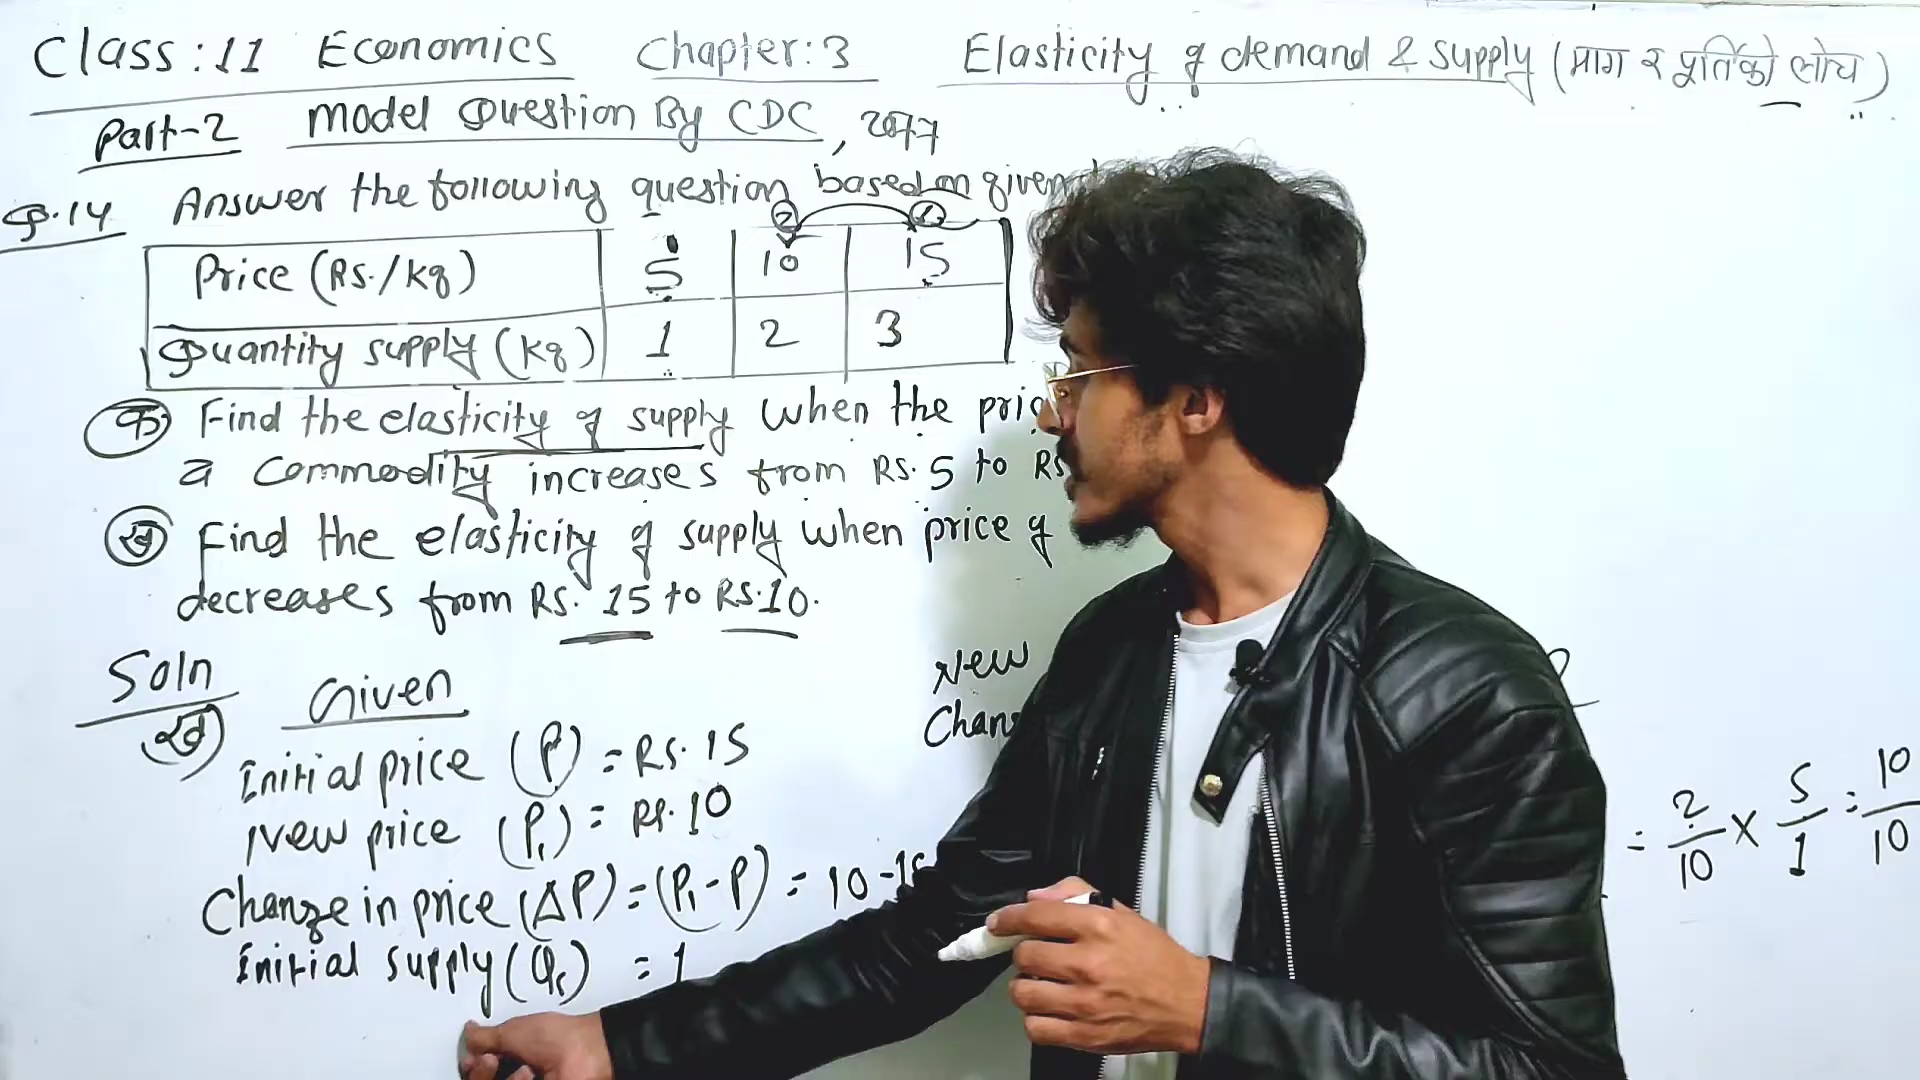 Class:11 Economics Chapter:3 Elasticity of demand & supply (माग र पूर्तिको लोच)
Part-2 Model Question By CDC, 2077
Q.14 Answer the following question based on given
② ①
Price (Rs./kg) 5 10 15
Quantity supply (kg) 1 2 3
(क) Find the elasticity of supply when the
a commodity increases from Rs. 5 to Rs
(ख) Find the elasticity of supply when price of
decreases from Rs. 15 to Rs.10.
Soln Given
(ख)
Initial price (P) = Rs. 15
New price (P₁) = Rs. 10
Change in price (ΔP) = (P₁-P) = 10-15
Initial supply (Qs) = 1
New
= 2/10 × 5/1 = 10/10